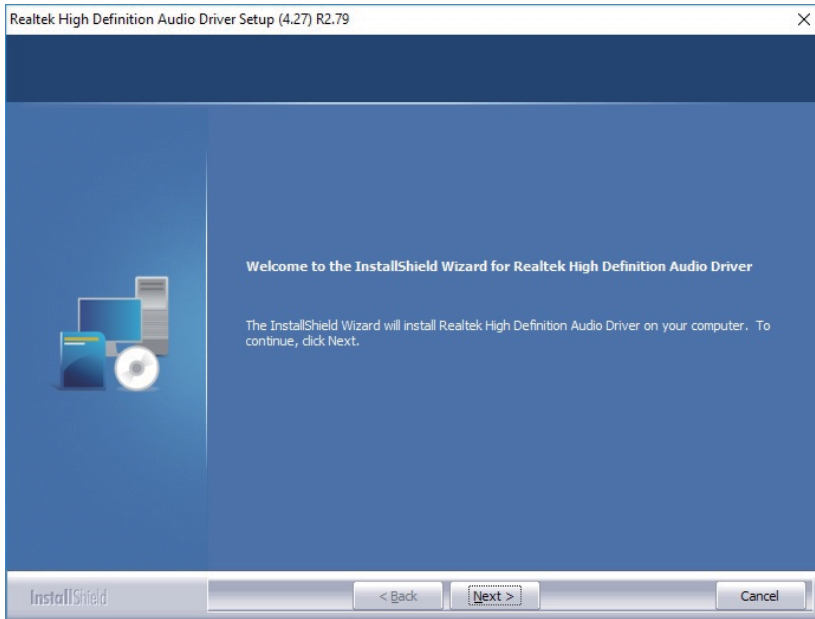 Realtek High Definition Audio Driver Setup (4.27) R2.79
Welcome to the InstallShield Wizard for Realtek High Definition Audio Driver
The InstallShield Wizard will install Realtek High Definition Audio Driver on your computer. To
continue, click Next.
InstallShield
< Back Next > Cancel